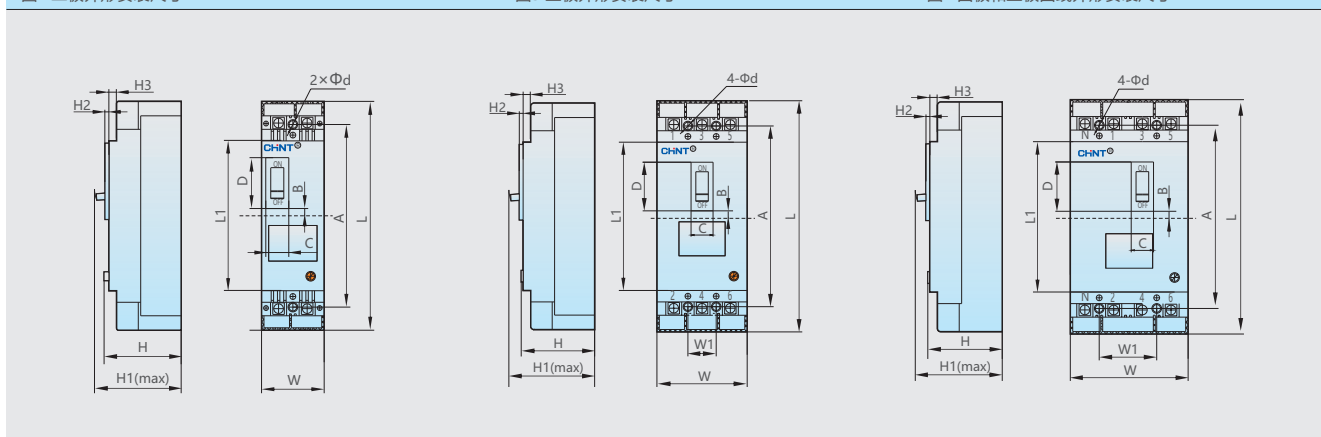 H3
H2
H
H1(max)
2×Φd
CHNT®
ON
OFF
D
B
C
L1
A
L
W
H3
H2
H
H1(max)
4-Φd
1 3 5
CHNT®
ON
OFF
D
B
C
L1
A
L
2 4 6
W1
W
H3
H2
H
H1(max)
4-Φd
N 1 3 5
CHNT®
ON
OFF
D
B
C
L1
A
L
N 2 4 6
W1
W